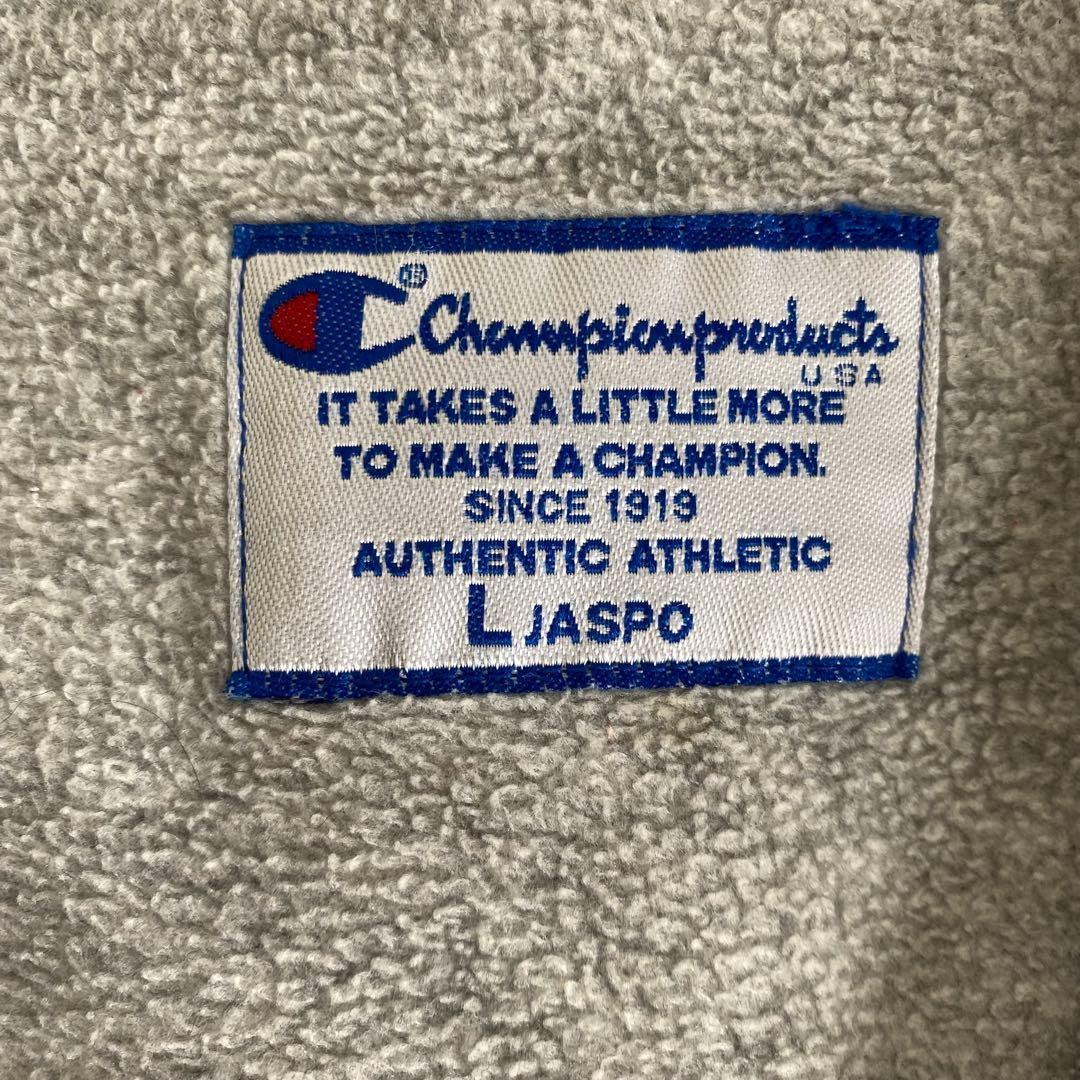 Championproducts
USA
IT TAKES A LITTLE MORE
TO MAKE A CHAMPION.
SINCE 1919
AUTHENTIC ATHLETIC
L JASPO